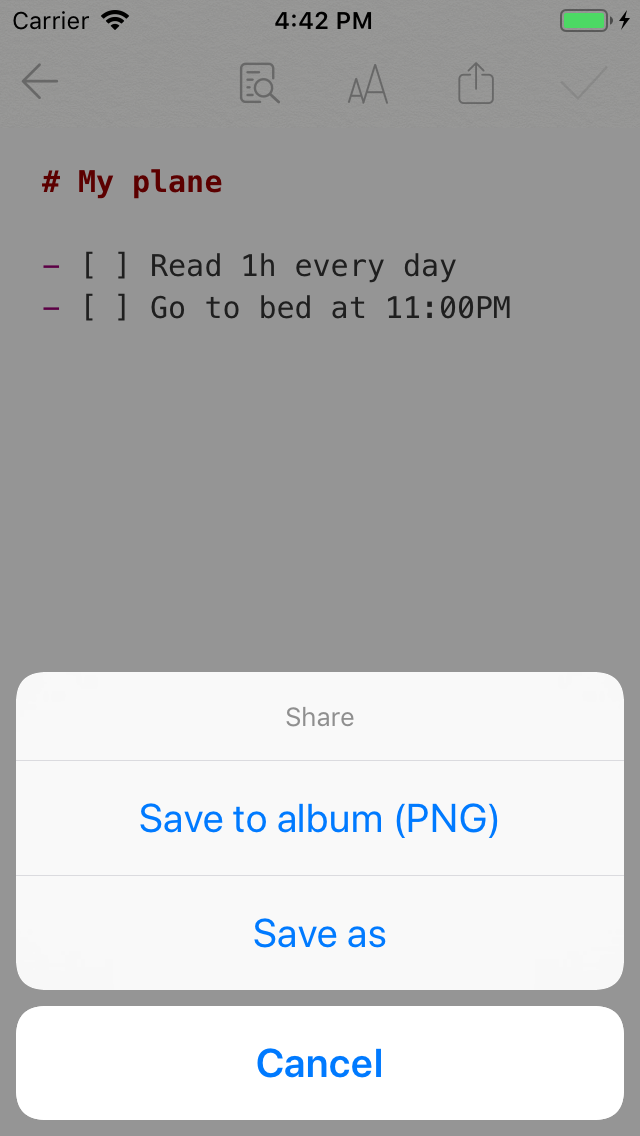 Carrier 4:42 PM
# My plane
- [ ] Read 1h every day
- [ ] Go to bed at 11:00PM
Share
Save to album (PNG)
Save as
Cancel